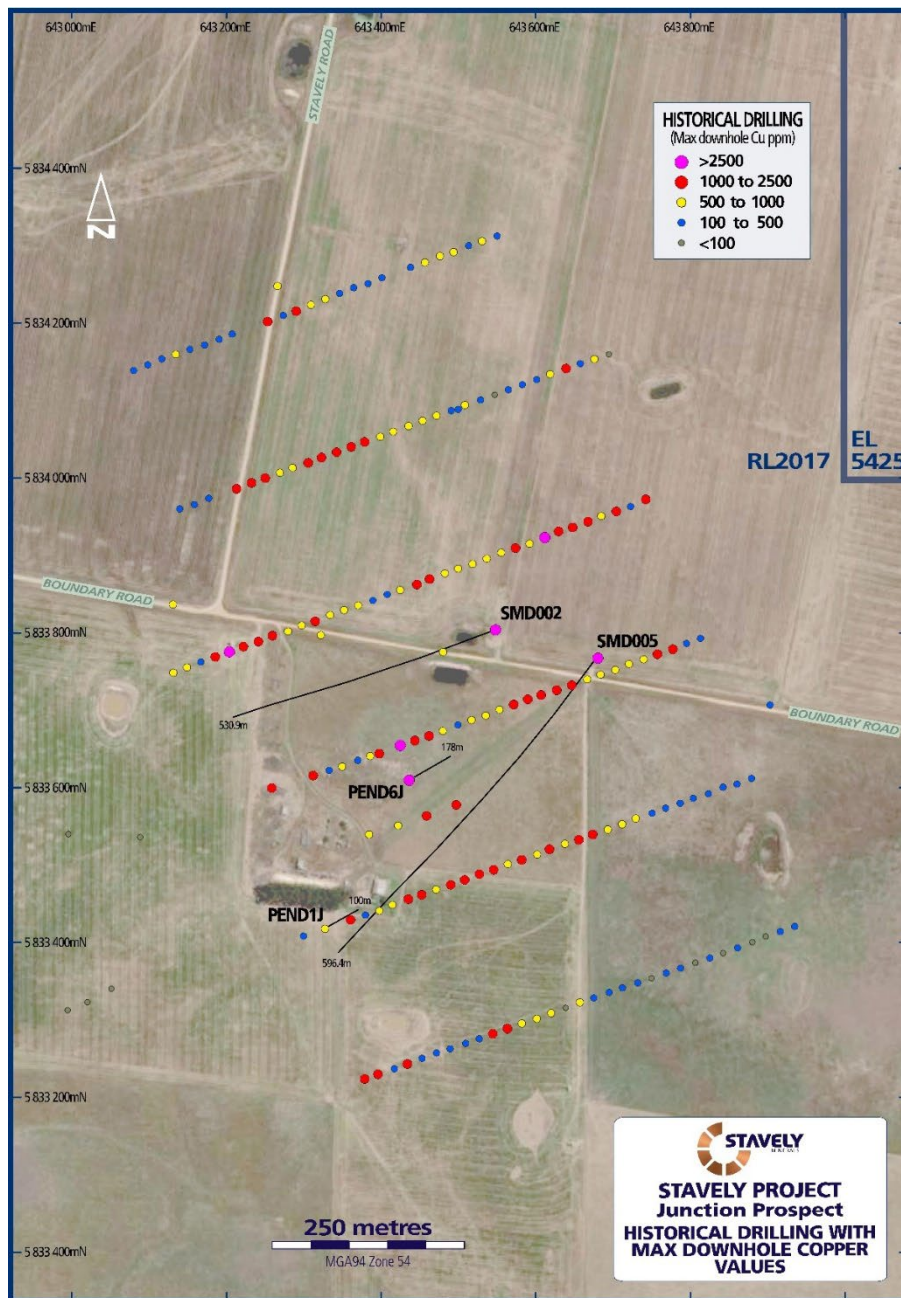 643 000mE
643 200mE
643 400mE
643 600mE
643 800mE
STAVELY ROAD
HISTORICAL DRILLING
(Max downhole Cu ppm)
>2500
1000 to 2500
500 to 1000
100 to 500
<100
5 834 400mN
N
5 834 200mN
RL2017
EL
5425
5 834 000mN
BOUNDARY ROAD
SMD002
5 833 800mN
SMD005
530.9m
BOUNDARY ROAD
178m
PEND6J
5 833 600mN
100m
PEND1J
5 833 400mN
596.4m
5 833 200mN
STAVELY
STAVELY PROJECT
Junction Prospect
HISTORICAL DRILLING WITH
MAX DOWNHOLE COPPER
VALUES
250 metres
MGA94 Zone 54
5 833 400mN